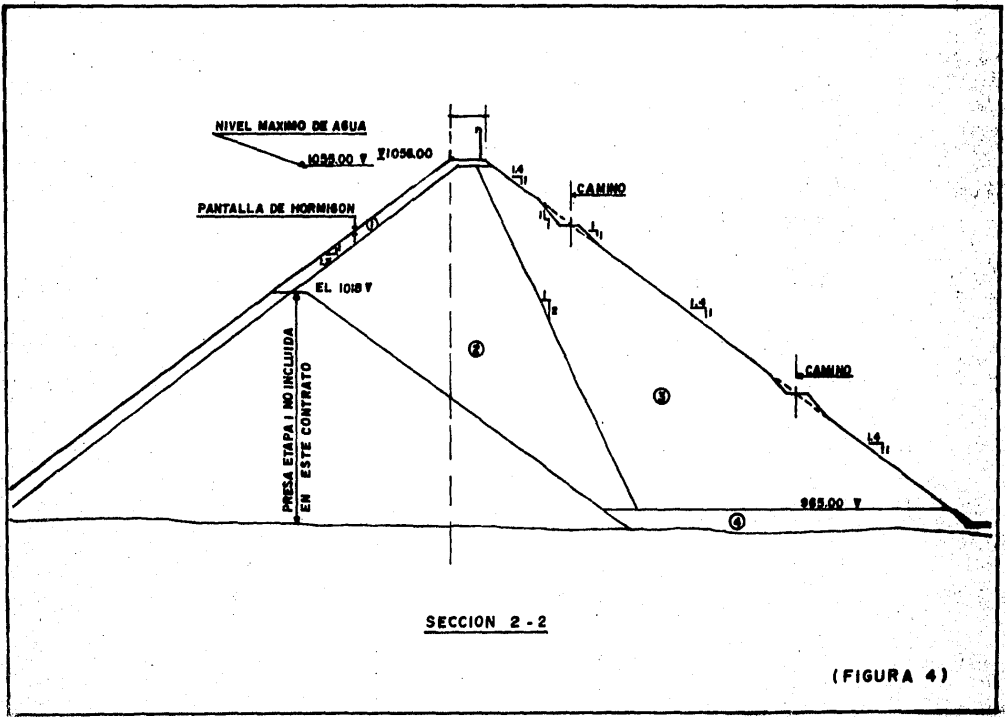 NIVEL MAXIMO DE AGUA
1055.00 1056.00
1.4
1
CAMINO
PANTALLA DE HORMIGON
1
1
1
1
1
EL 1018
1
2
1.4
1
2
CAMINO
3
PRESA ETAPA I NO INCLUIDA
EN ESTE CONTRATO
1.4
1
965.00
4
SECCION 2-2
(FIGURA 4)